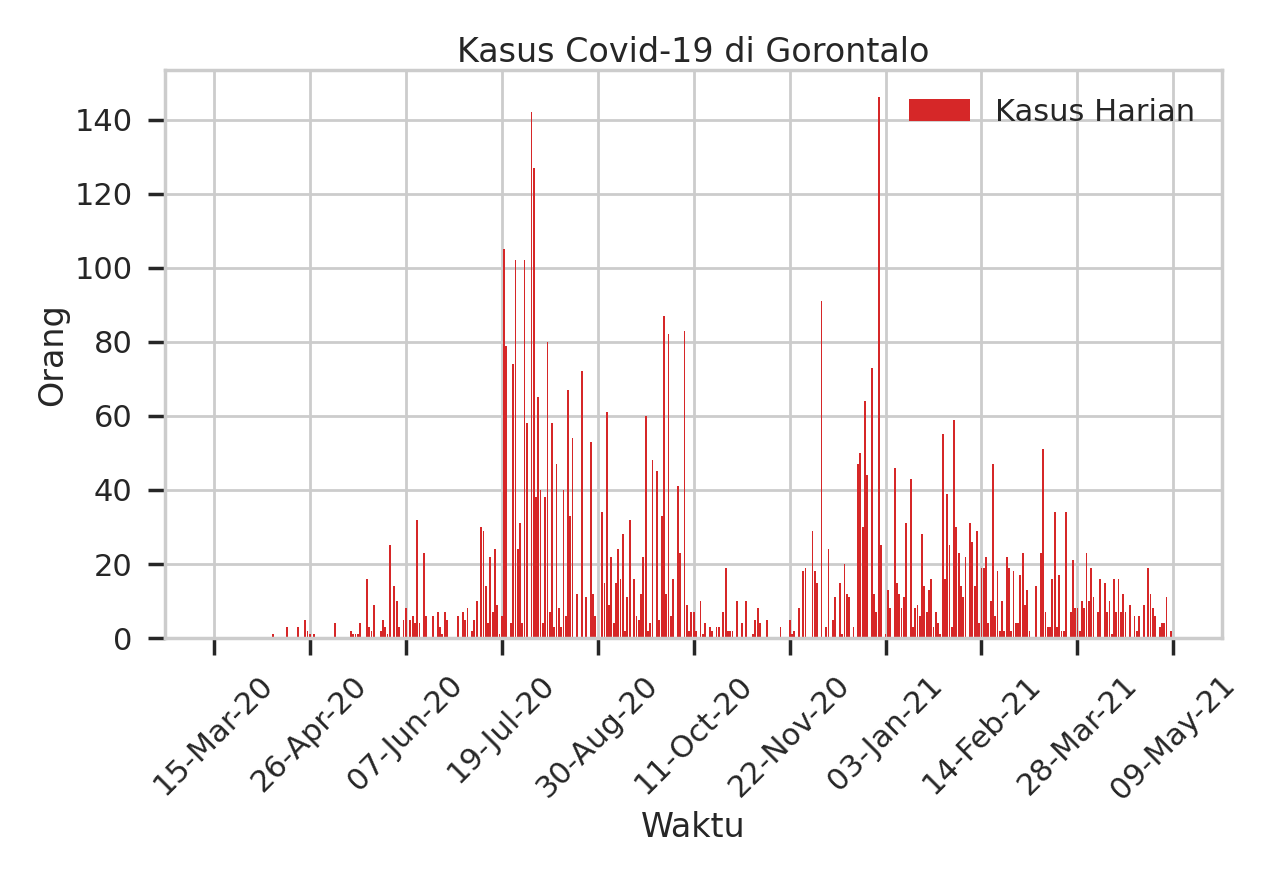 Kasus Covid-19 di Gorontalo
Kasus Harian
140
120
100
80
60
40
20
0
Orang
15-Mar-20
26-Apr-20
07-Jun-20
19-Jul-20
30-Aug-20
11-Oct-20
22-Nov-20
03-Jan-21
14-Feb-21
28-Mar-21
09-May-21
Waktu